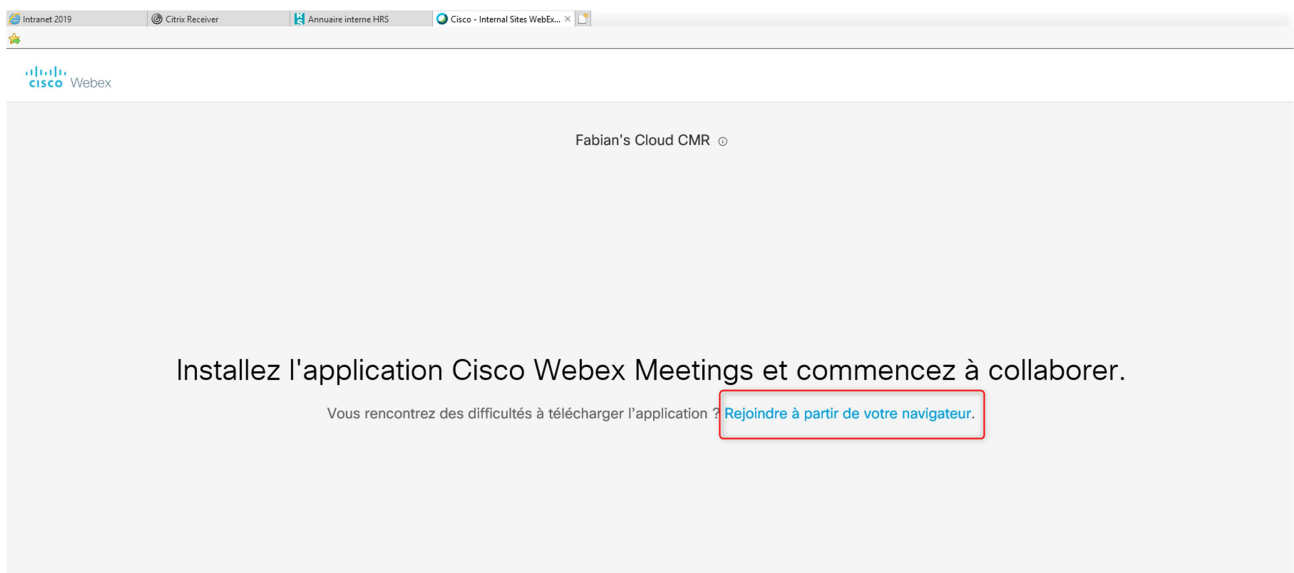 Intranet 2019 Citrix Receiver Annuaire interne HRS Cisco - Internal Sites WebEx...
cisco Webex
Fabian's Cloud CMR
Installez l'application Cisco Webex Meetings et commencez à collaborer.
Vous rencontrez des difficultés à télécharger l'application ? Rejoindre à partir de votre navigateur.